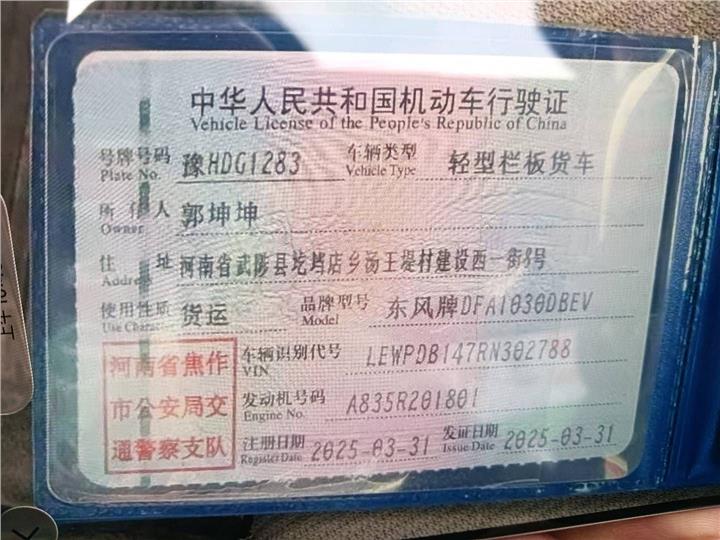 中华人民共和国机动车行驶证
Vehicle License of the People's Republic of China
号牌号码 豫HDG1283 车辆类型 轻型栏板货车
Plate No. Vehicle Type
所有人 郭坤坤
Owner
住址 河南省武陟县圪垱店乡汤王堤村建设西一街8号
Address
使用性质 货运 品牌型号 东风牌DFA1030DBEV
Use Charac Model
河南省焦作
市公安局交
通警察支队
车辆识别代号 LEWPDB147RN302788
VIN
发动机号码 A835R201801
Engine No.
注册日期 2025-03-31 发证日期 2025-03-31
Register Date Issue Date